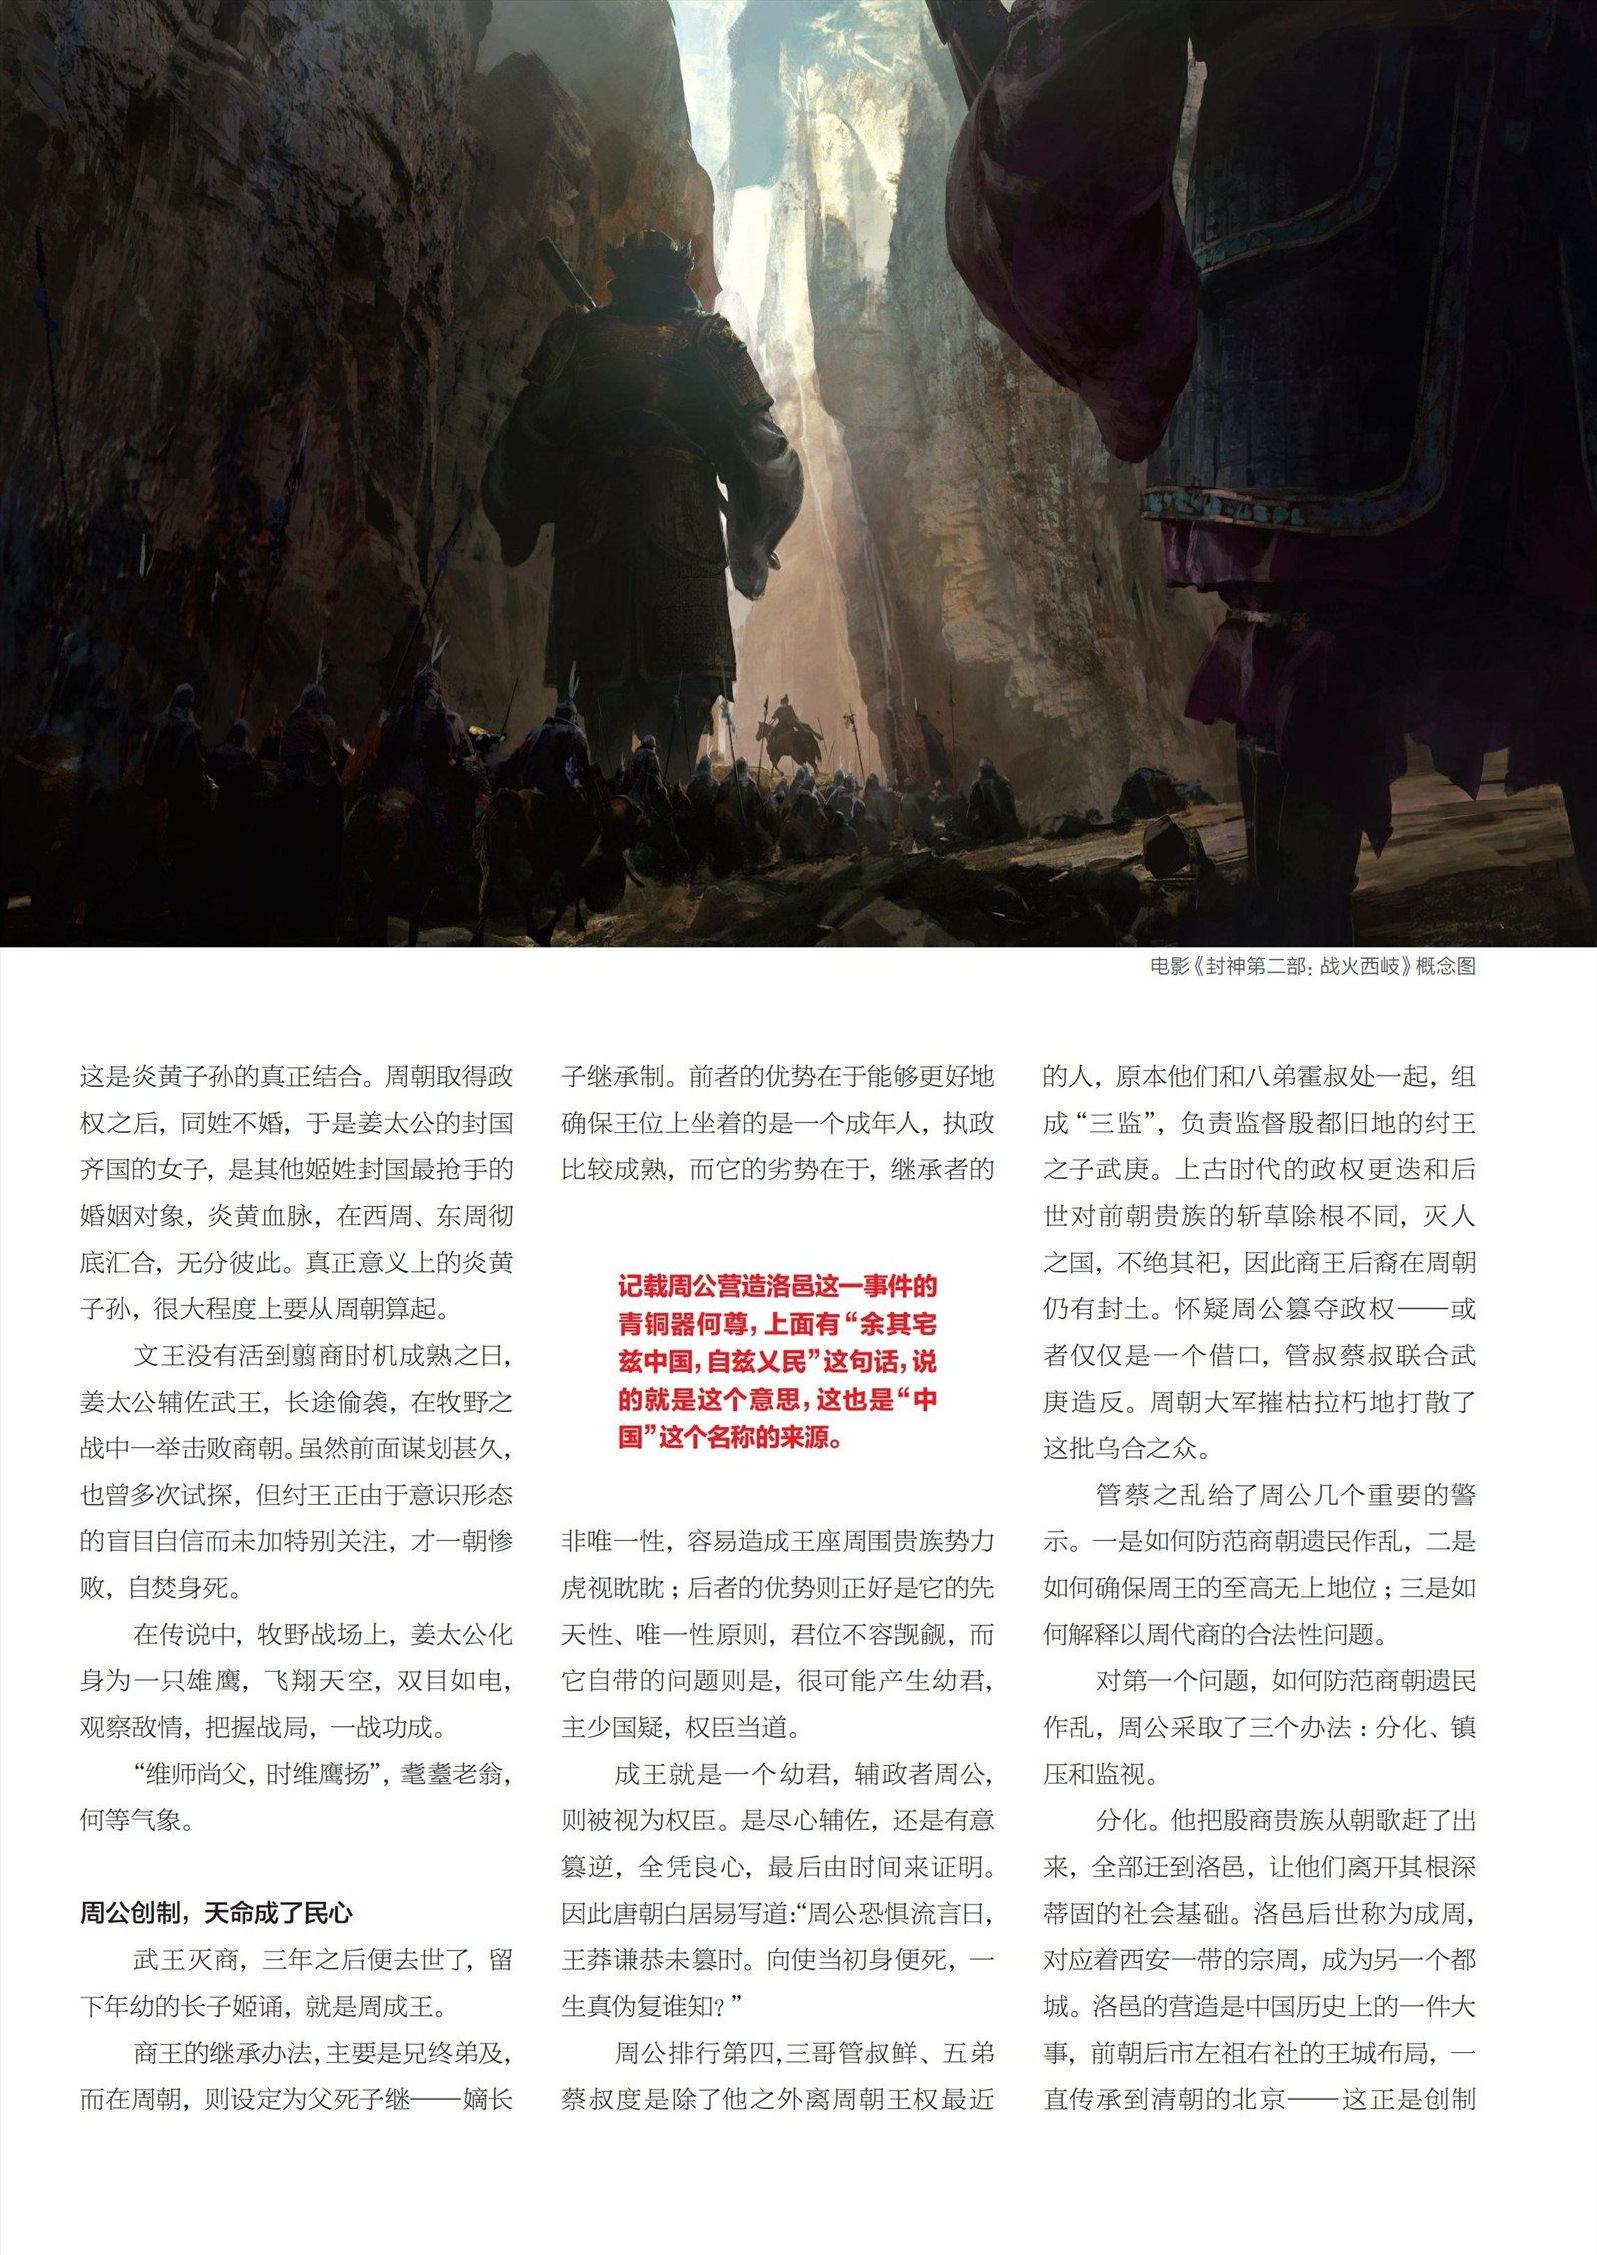 电影《封神第二部：战火西岐》概念图
这是炎黄子孙的真正结合。周朝取得政
权之后，同姓不婚，于是姜太公的封国
齐国的女子，是其他姬姓封国最抢手的
婚姻对象，炎黄血脉，在西周、东周彻
底汇合，无分彼此。真正意义上的炎黄
子孙，很大程度上要从周朝算起。
文王没有活到翦商时机成熟之日，
姜太公辅佐武王，长途偷袭，在牧野之
战中一举击败商朝。虽然前面谋划甚久，
也曾多次试探，但纣王正由于意识形态
的盲目自信而未加特别关注，才一朝惨
败，自焚身死。
在传说中，牧野战场上，姜太公化
身为一只雄鹰，飞翔天空，双目如电，
观察敌情，把握战局，一战功成。
“维师尚父，时维鹰扬”，耄耋老翁，
何等气象。
周公创制，天命成了民心
武王灭商，三年之后便去世了，留
下年幼的长子姬诵，就是周成王。
商王的继承办法，主要是兄终弟及，
而在周朝，则设定为父死子继——嫡长
子继承制。前者的优势在于能够更好地
确保王位上坐着的是一个成年人，执政
比较成熟，而它的劣势在于，继承者的
记载周公营造洛邑这一事件的
青铜器何尊，上面有“余其宅
兹中国，自兹乂民”这句话，说
的就是这个意思，这也是“中
国”这个名称的来源。
非唯一性，容易造成王座周围贵族势力
虎视眈眈；后者的优势则正好是它的先
天性、唯一性原则，君位不容觊觎，而
它自带的问题则是，很可能产生幼君，
主少国疑，权臣当道。
成王就是一个幼君，辅政者周公，
则被视为权臣。是尽心辅佐，还是有意
篡逆，全凭良心，最后由时间来证明。
因此唐朝白居易写道：“周公恐惧流言日，
王莽谦恭未篡时。向使当初身便死，一
生真伪复谁知？”
周公排行第四，三哥管叔鲜、五弟
蔡叔度是除了他之外离周朝王权最近
的人，原本他们和八弟霍叔处一起，组
成“三监”，负责监督殷都旧地的纣王
之子武庚。上古时代的政权更迭和后
世对前朝贵族的斩草除根不同，灭人
之国，不绝其祀，因此商王后裔在周朝
仍有封土。怀疑周公篡夺政权——或
者仅仅是一个借口，管叔蔡叔联合武
庚造反。周朝大军摧枯拉朽地打散了
这批乌合之众。
管蔡之乱给了周公几个重要的警
示。一是如何防范商朝遗民作乱，二是
如何确保周王的至高无上地位；三是如
何解释以周代商的合法性问题。
对第一个问题，如何防范商朝遗民
作乱，周公采取了三个办法：分化、镇
压和监视。
分化。他把殷商贵族从朝歌赶了出
来，全部迁到洛邑，让他们离开其根深
蒂固的社会基础。洛邑后世称为成周，
对应着西安一带的宗周，成为另一个都
城。洛邑的营造是中国历史上的一件大
事，前朝后市左祖右社的王城布局，一
直传承到清朝的北京——这正是创制